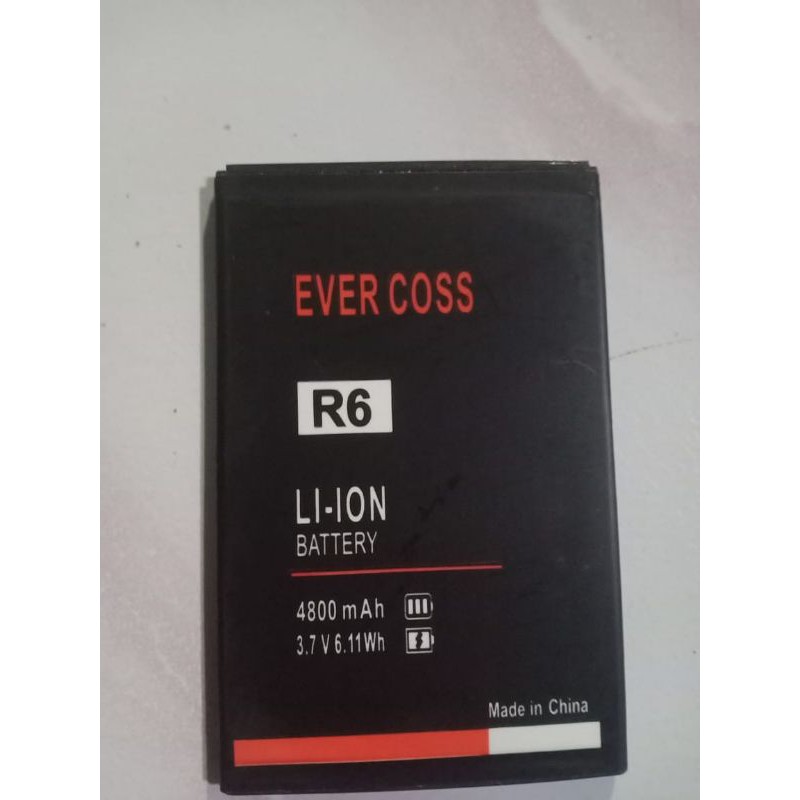 EVER COSS
R6
LI-ION
BATTERY
4800 mAh
3.7 V 6.11Wh
Made in China